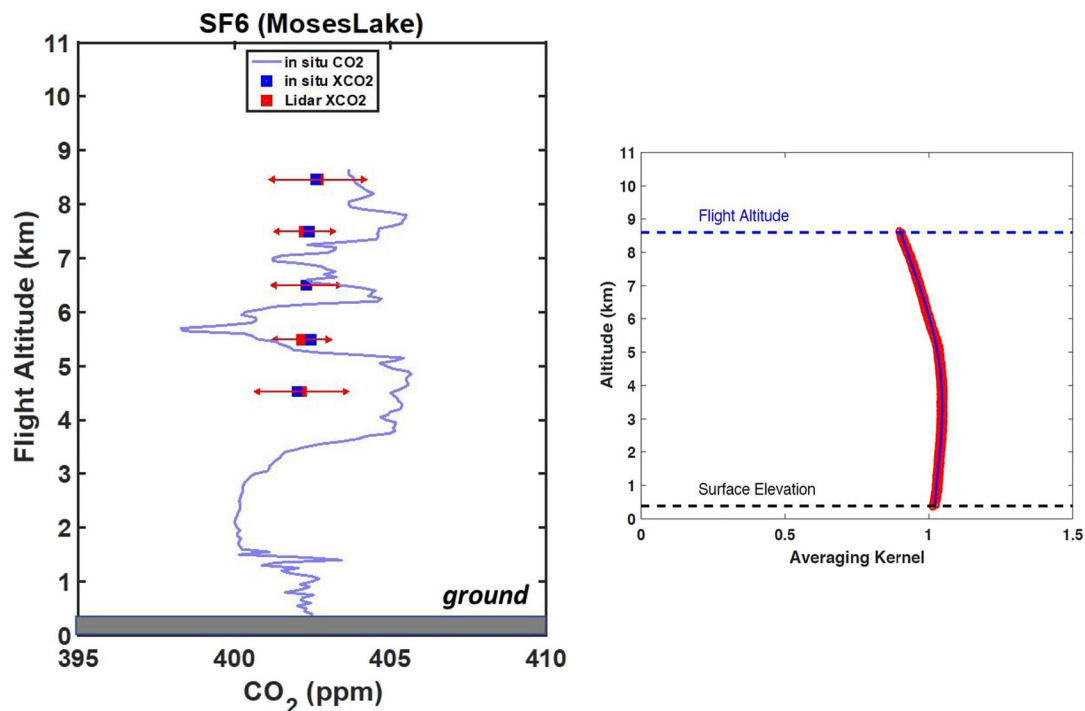 SF6 (MosesLake)
11
10
9
8
7
6
5
4
3
2
1
0
Flight Altitude (km)
in situ CO2
in situ XCO2
Lidar XCO2
ground
395
400
405
410
CO2 (ppm)
11
10
9
8
7
6
5
4
3
2
1
0
Altitude (km)
Flight Altitude
Surface Elevation
0
0.5
1
1.5
Averaging Kernel